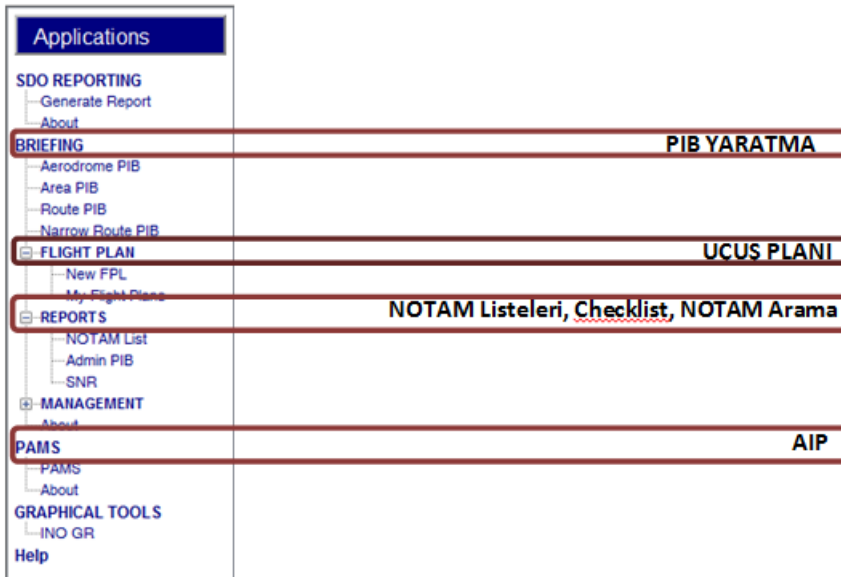 Applications
SDO REPORTING
Generate Report
About
BRIEFING PIB YARATMA
Aerodrome PIB
Area PIB
Route PIB
Narrow Route PIB
FLIGHT PLAN UÇUS PLANI
New FPL
My Flight Plans
REPORTS NOTAM Listeleri, Checklist, NOTAM Arama
NOTAM List
Admin PIB
SNR
MANAGEMENT
About
PAMS AIP
PAMS
About
GRAPHICAL TOOLS
INO GR
Help